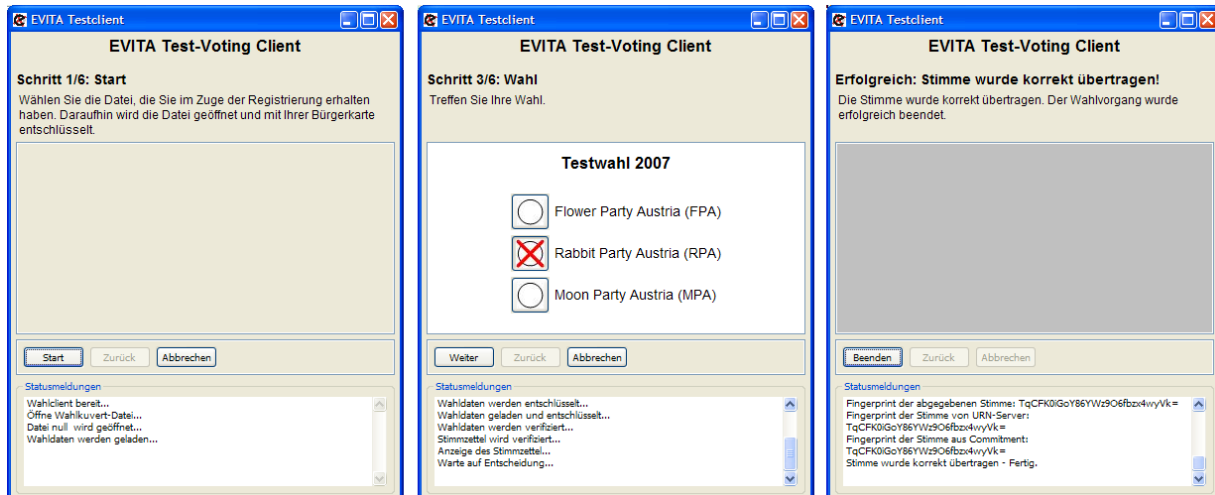 EVITA Testclient
EVITA Test-Voting Client
Schritt 1/6: Start
Wählen Sie die Datei, die Sie im Zuge der Registrierung erhalten
haben. Daraufhin wird die Datei geöffnet und mit Ihrer Bürgerkarte
entschlüsselt.
Start
Zurück
Abbrechen
Statusmeldungen
Wahlclient bereit...
Öffne Wahlkuvert-Datei...
Datei null wird geöffnet...
Wahldaten werden geladen...
EVITA Testclient
EVITA Test-Voting Client
Schritt 3/6: Wahl
Treffen Sie Ihre Wahl.
Testwahl 2007
Flower Party Austria (FPA)
Rabbit Party Austria (RPA)
Moon Party Austria (MPA)
Weiter
Zurück
Abbrechen
Statusmeldungen
Wahldaten werden entschlüsselt...
Wahldaten geladen und entschlüsselt...
Wahldaten werden verifiziert...
Stimmzettel wird verifiziert...
Anzeige des Stimmzettel...
Warte auf Entscheidung...
EVITA Testclient
EVITA Test-Voting Client
Erfolgreich: Stimme wurde korrekt übertragen!
Die Stimme wurde korrekt übertragen. Der Wahlvorgang wurde
erfolgreich beendet.
Beenden
Zurück
Abbrechen
Statusmeldungen
Fingerprint der abgegebenen Stimme: TqCFK0iGoY86YWz9O6fbzx4wyVk=
Fingerprint der Stimme von URN-Server:
TqCFK0iGoY86YWz9O6fbzx4wyVk=
Fingerprint der Stimme aus Commitment:
TqCFK0iGoY86YWz9O6fbzx4wyVk=
Stimme wurde korrekt übertragen - Fertig.